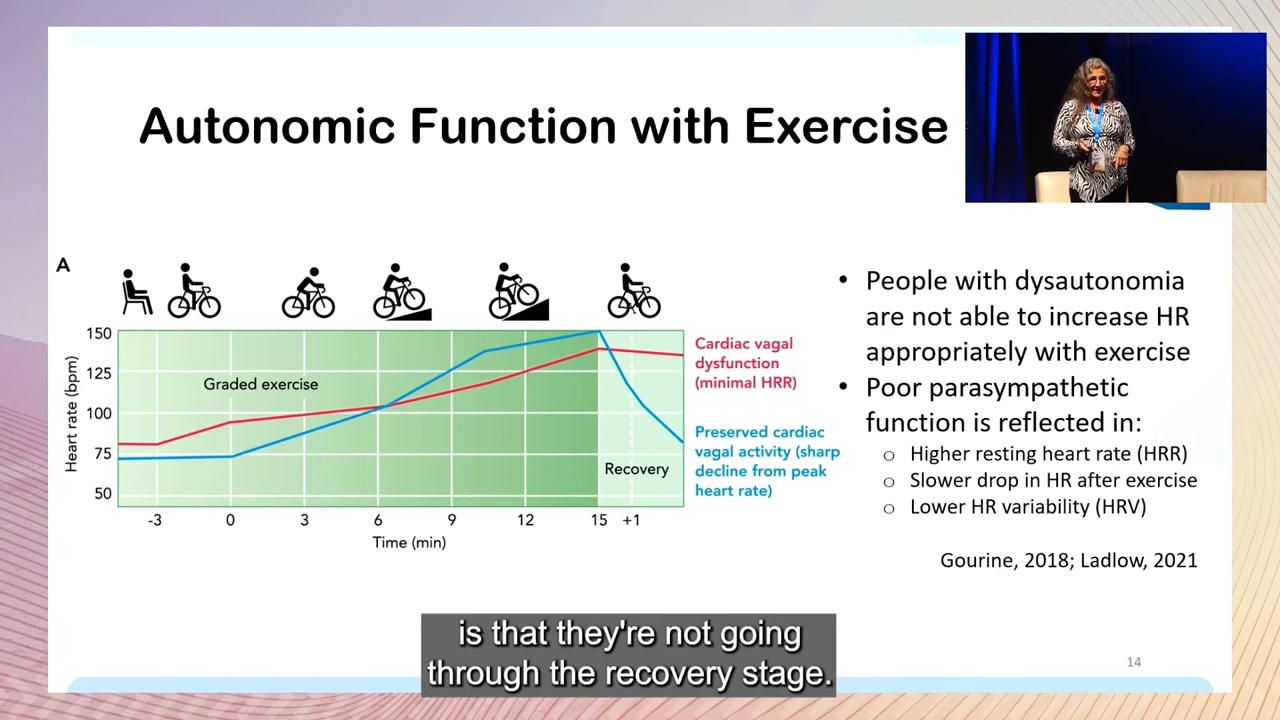 Autonomic Function with Exercise
A
150
125
100
75
50
Heart rate (bpm)
Graded exercise
Recovery
-3
0
3
6
9
12
15
+1
Time (min)
Cardiac vagal
dysfunction
(minimal HRR)
Preserved cardiac
vagal activity (sharp
decline from peak
heart rate)
• People with dysautonomia
are not able to increase HR
appropriately with exercise
• Poor parasympathetic
function is reflected in:
o Higher resting heart rate (HRR)
o Slower drop in HR after exercise
o Lower HR variability (HRV)
Gourine, 2018; Ladlow, 2021
is that they're not going
through the recovery stage.
14